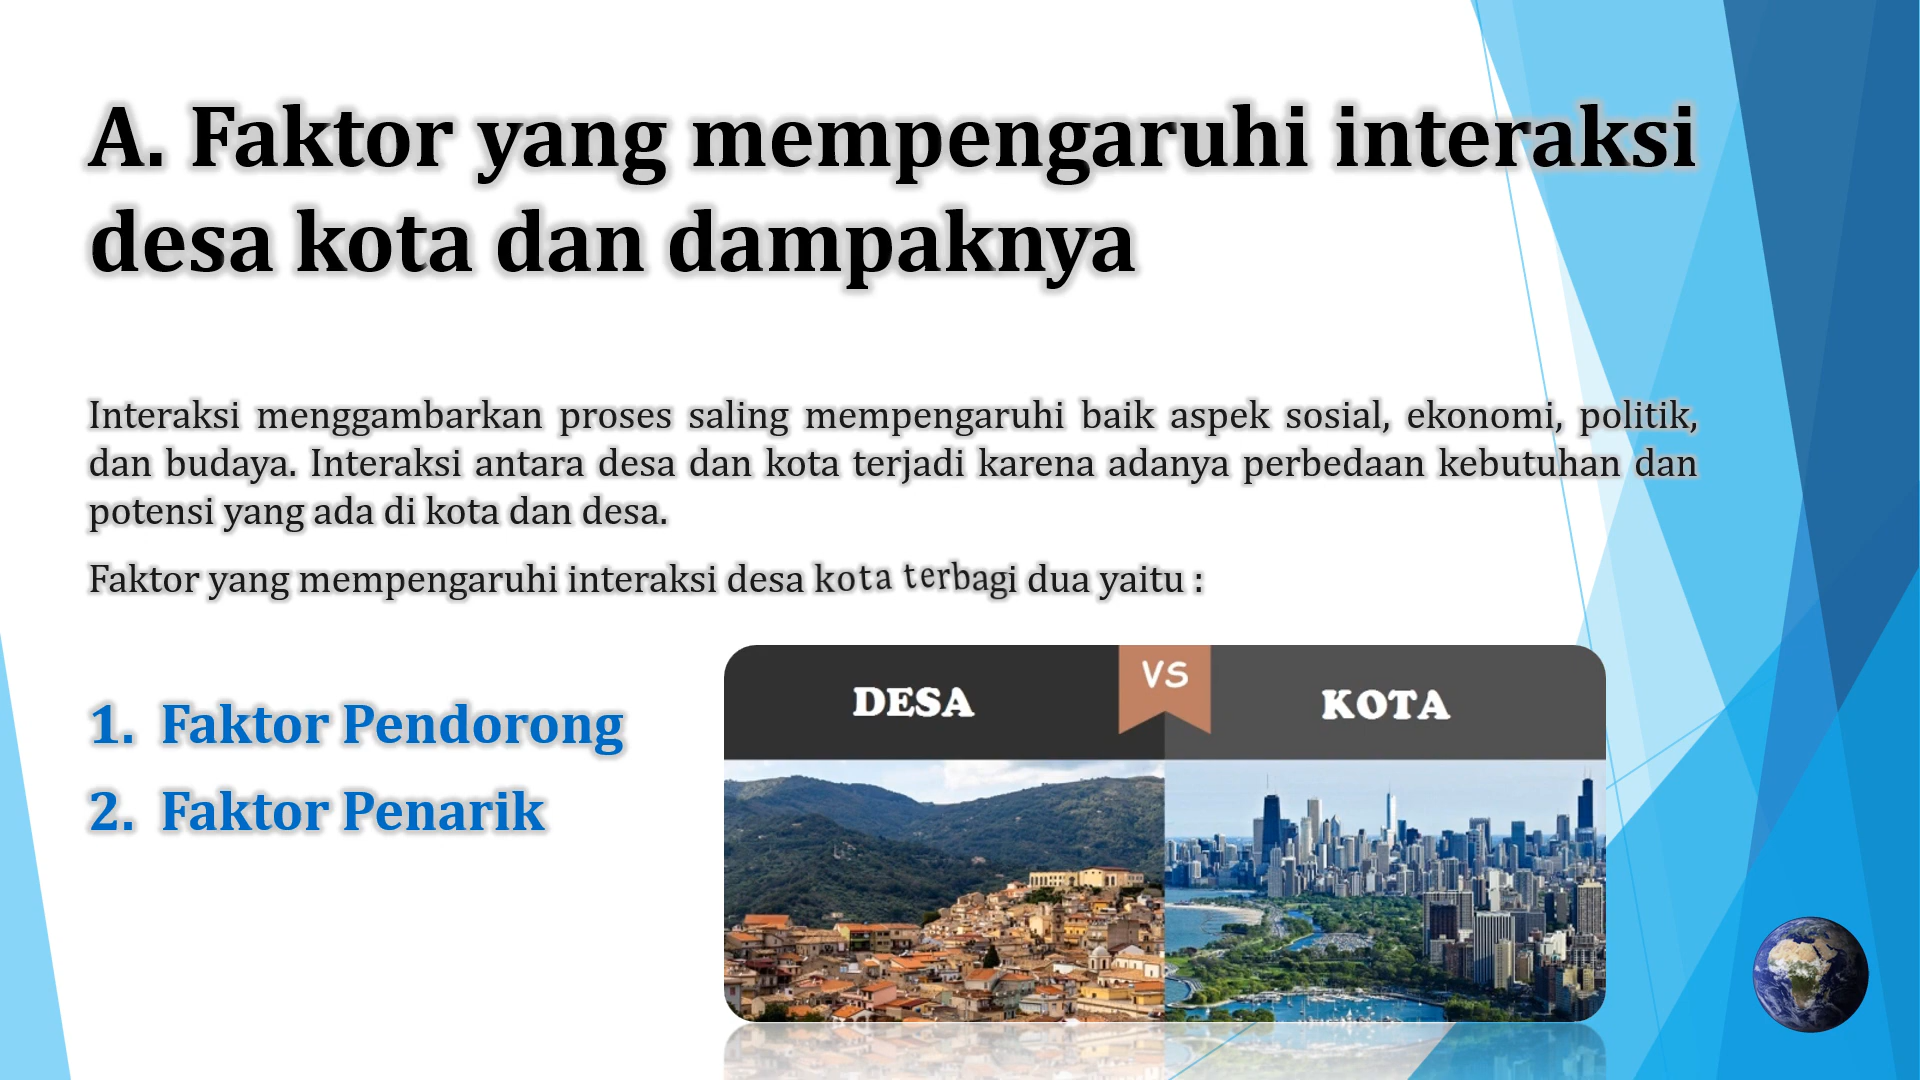 A. Faktor yang mempengaruhi interaksi
desa kota dan dampaknya
Interaksi menggambarkan proses saling mempengaruhi baik aspek sosial, ekonomi, politik,
dan budaya. Interaksi antara desa dan kota terjadi karena adanya perbedaan kebutuhan dan
potensi yang ada di kota dan desa.
Faktor yang mempengaruhi interaksi desa kota terbagi dua yaitu :
1. Faktor Pendorong
2. Faktor Penarik
DESA VS KOTA